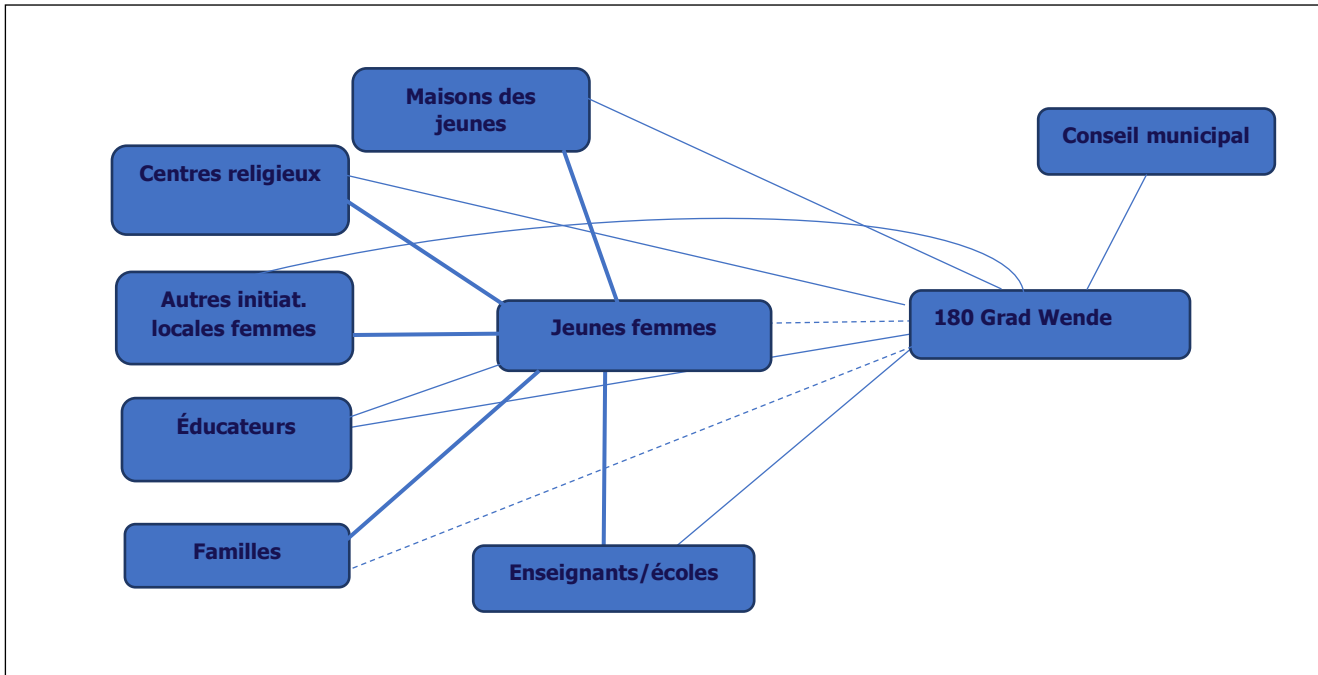 Maisons des
jeunes
Conseil municipal
Centres religieux
Autres initiat.
locales femmes
Jeunes femmes
180 Grad Wende
Éducateurs
Familles
Enseignants/écoles